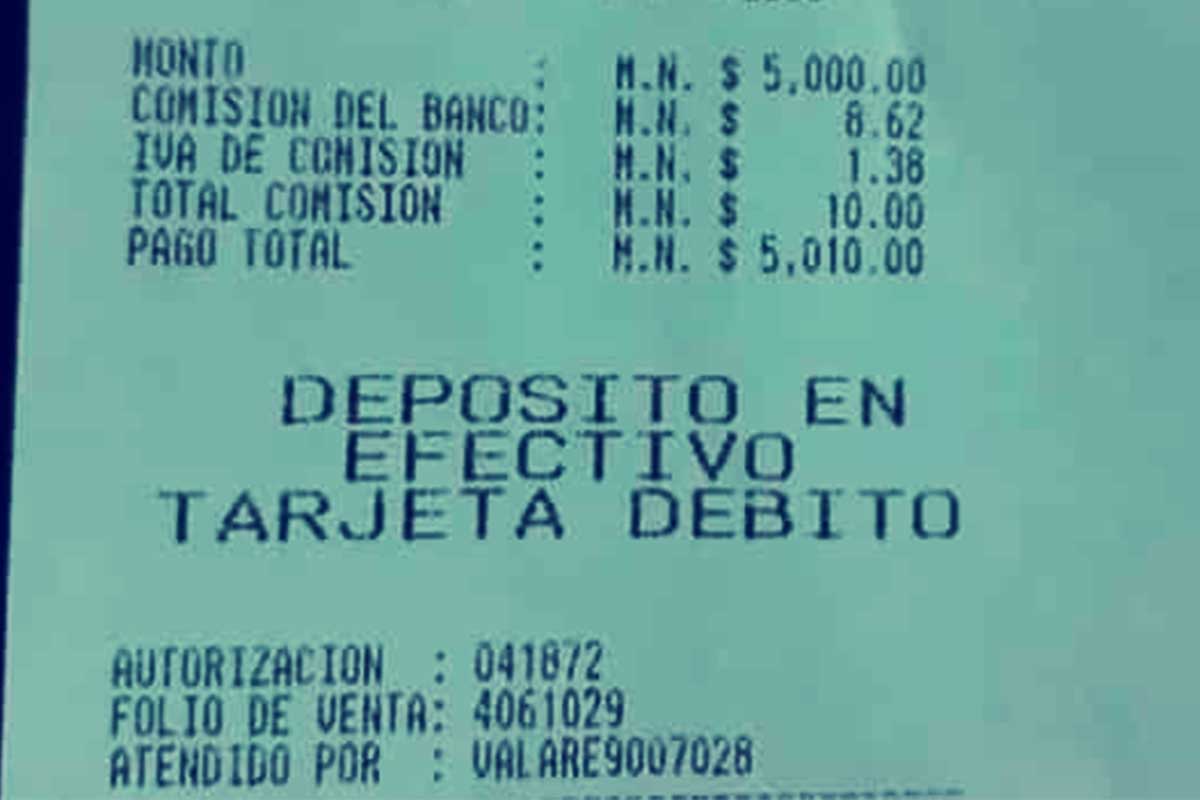 MONTO : M.N. $ 5,000.00
COMISION DEL BANCO: M.N. $ 8.62
IVA DE COMISION : M.N. $ 1.38
TOTAL COMISION : M.N. $ 10.00
PAGO TOTAL : M.N. $ 5,010.00
DEPOSITO EN
EFECTIVO
TARJETA DEBITO
AUTORIZACION : 041872
FOLIO DE VENTA: 4061029
ATENDIDO POR : VALARE9007028